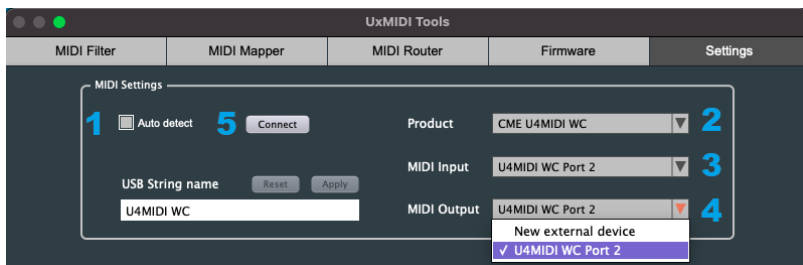 UxMIDI Tools
MIDI Filter MIDI Mapper MIDI Router Firmware Settings
MIDI Settings
1 Auto detect 5 Connect Product CME U4MIDI WC 2
MIDI Input U4MIDI WC Port 2 3
USB String name Reset Apply
U4MIDI WC MIDI Output U4MIDI WC Port 2 4
New external device
✓ U4MIDI WC Port 2